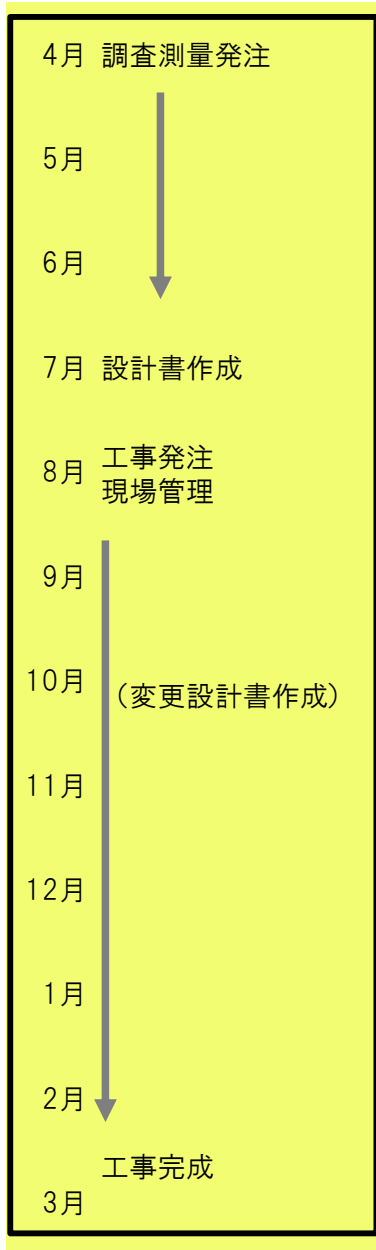 4月 調査測量発注
5月
6月
7月 設計書作成
8月 工事発注
現場管理
9月
10月 (変更設計書作成)
11月
12月
1月
2月
工事完成
3月